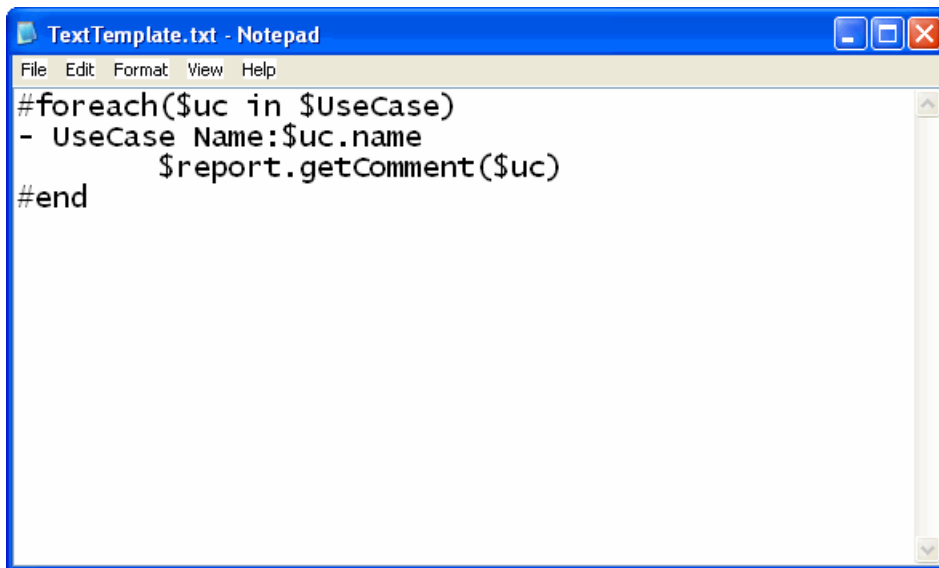 TextTemplate.txt - Notepad
File Edit Format View Help
#foreach($uc in $UseCase)
- UseCase Name:$uc.name
$report.getComment($uc)
#end